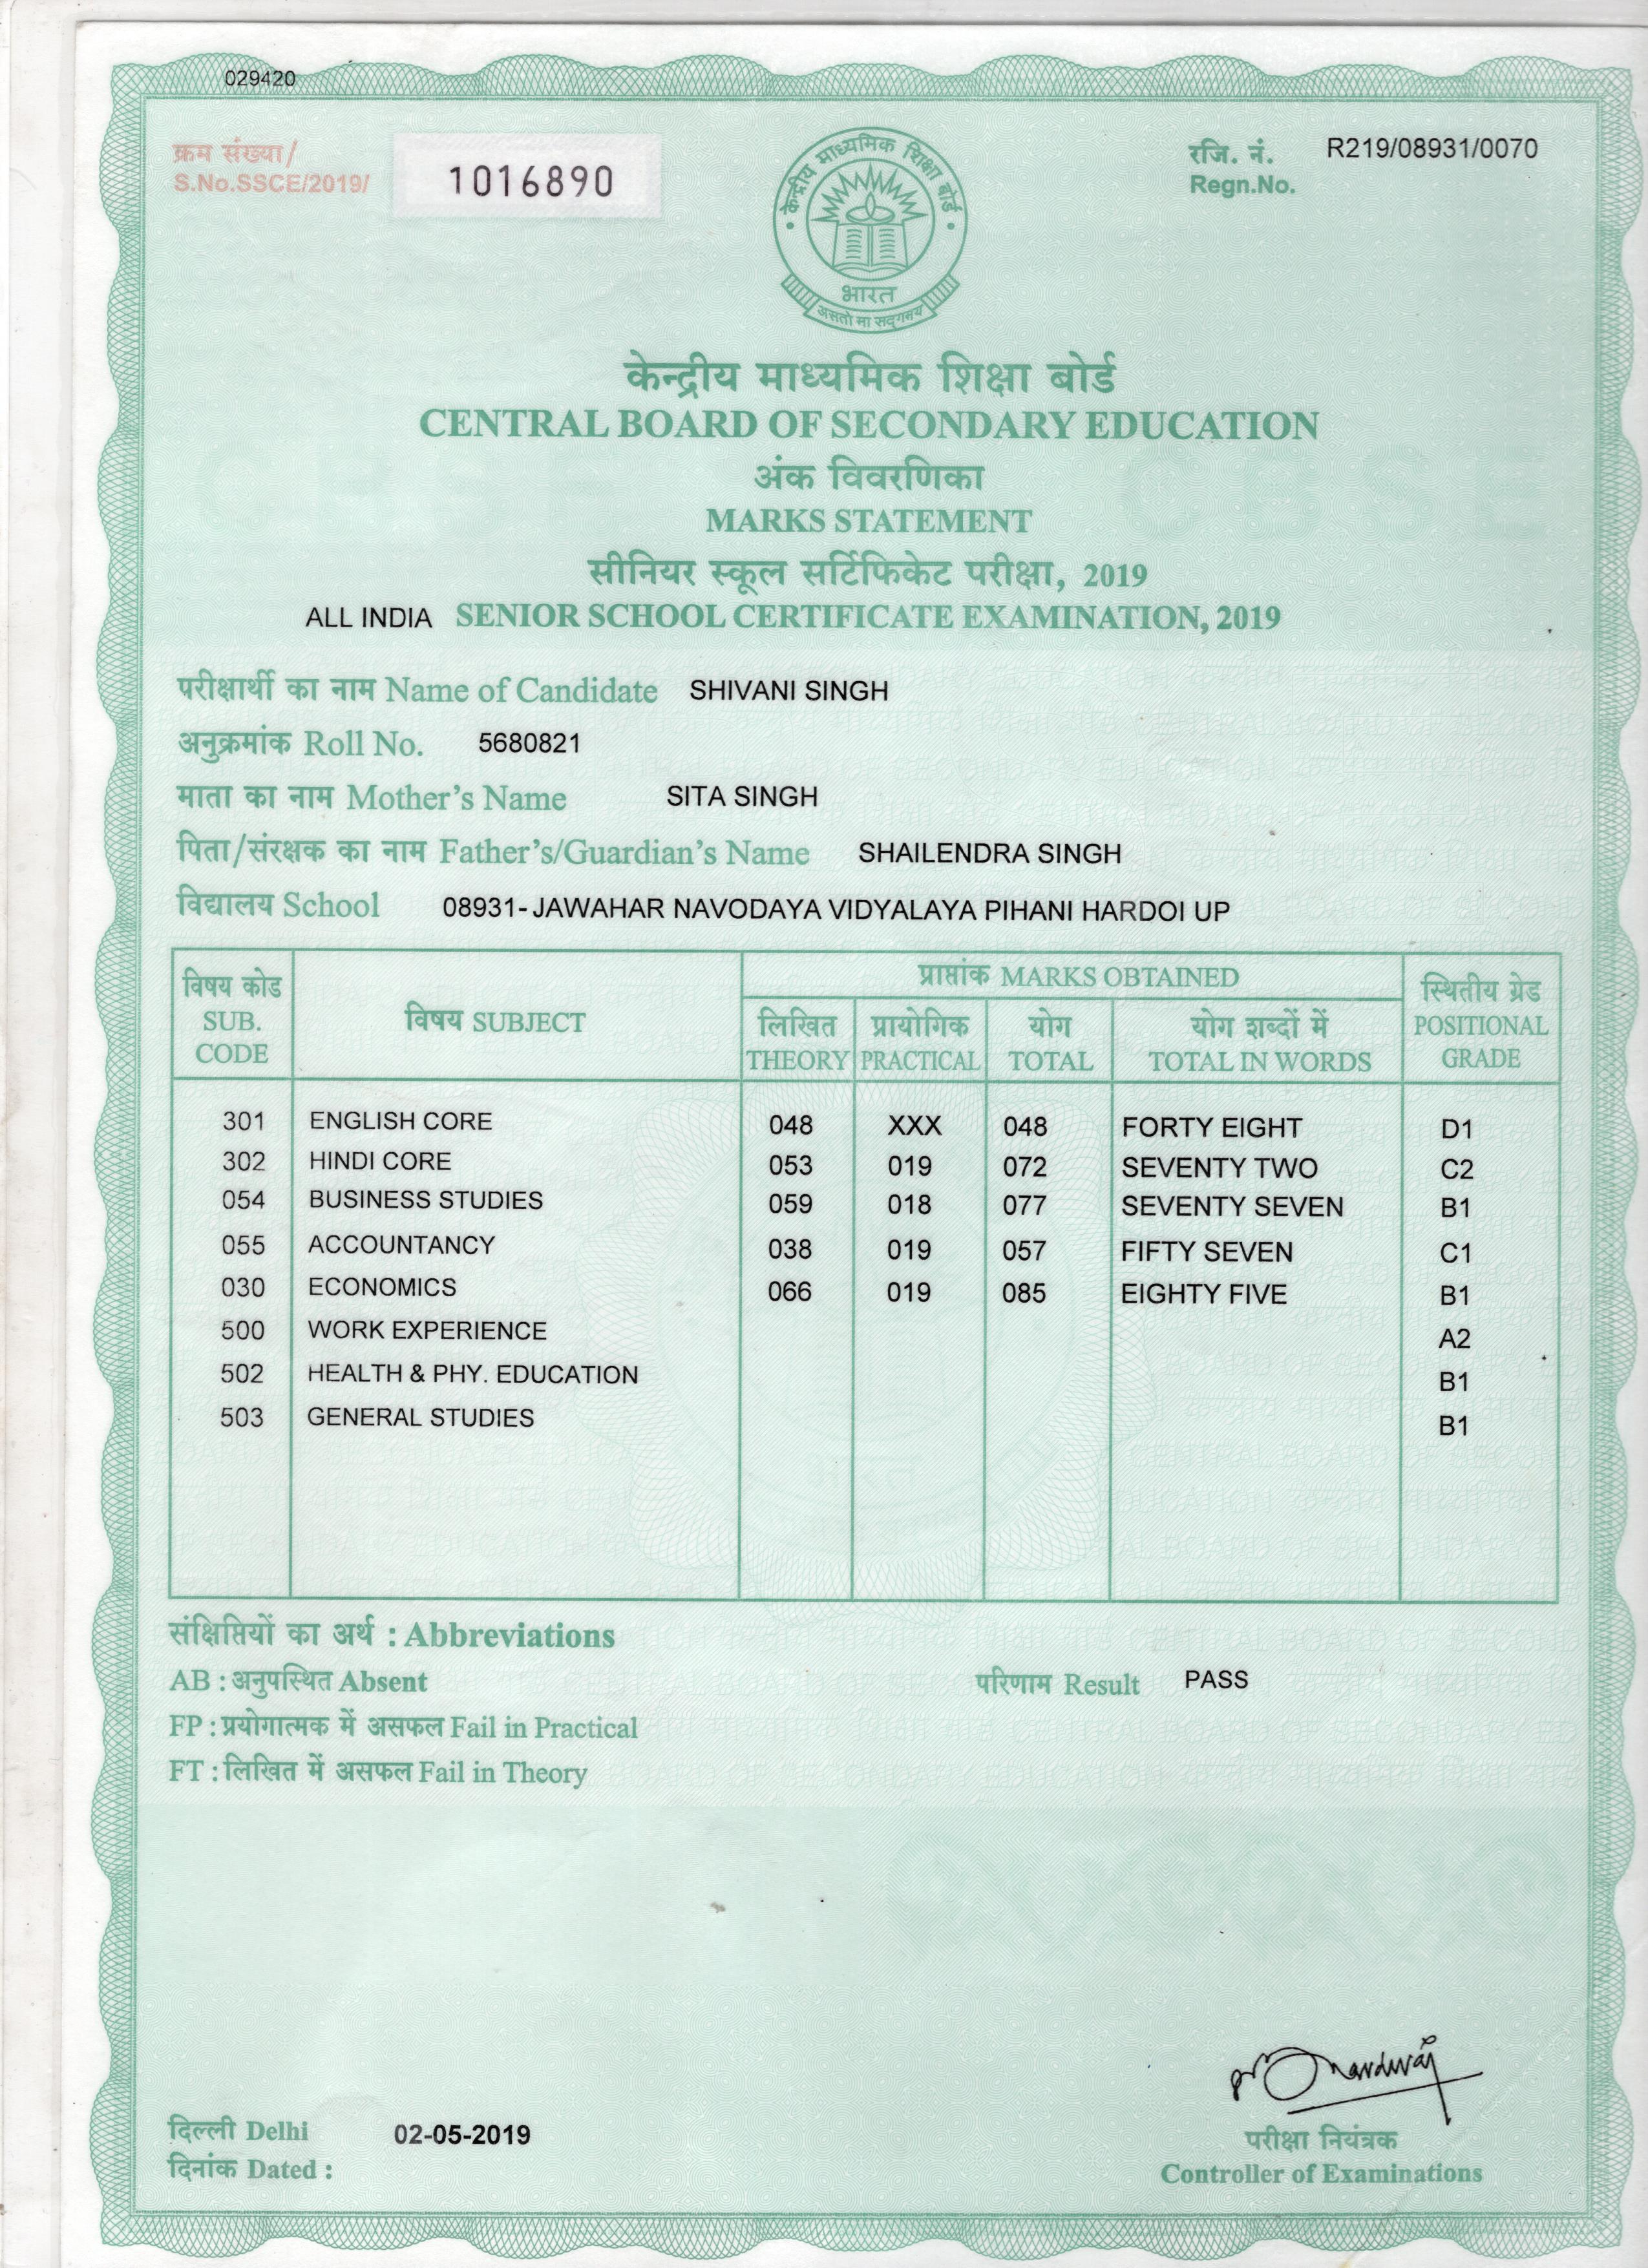 029420
क्रम संख्या/
S.No.SSCE/2019/
1016890
केन्द्रीय माध्यमिक शिक्षा बोर्ड
भारत
असतो मा सद्गमय
रजि. नं. R219/08931/0070
Regn.No.
केन्द्रीय माध्यमिक शिक्षा बोर्ड
CENTRAL BOARD OF SECONDARY EDUCATION
अंक विवरणिका
MARKS STATEMENT
सीनियर स्कूल सर्टिफिकेट परीक्षा, 2019
ALL INDIA SENIOR SCHOOL CERTIFICATE EXAMINATION, 2019
परीक्षार्थी का नाम Name of Candidate SHIVANI SINGH
अनुक्रमांक Roll No. 5680821
माता का नाम Mother's Name SITA SINGH
पिता/संरक्षक का नाम Father's/Guardian's Name SHAILENDRA SINGH
विद्यालय School 08931- JAWAHAR NAVODAYA VIDYALAYA PIHANI HARDOI UP
विषय कोड
SUB.
CODE
विषय SUBJECT
प्राप्तांक MARKS OBTAINED
लिखित
THEORY
प्रायोगिक
PRACTICAL
योग
TOTAL
योग शब्दों में
TOTAL IN WORDS
स्थितीय ग्रेड
POSITIONAL
GRADE
301 ENGLISH CORE 048 XXX 048 FORTY EIGHT D1
302 HINDI CORE 053 019 072 SEVENTY TWO C2
054 BUSINESS STUDIES 059 018 077 SEVENTY SEVEN B1
055 ACCOUNTANCY 038 019 057 FIFTY SEVEN C1
030 ECONOMICS 066 019 085 EIGHTY FIVE B1
500 WORK EXPERIENCE A2
502 HEALTH & PHY. EDUCATION B1
503 GENERAL STUDIES B1
संक्षिप्तियों का अर्थ : Abbreviations
AB : अनुपस्थित Absent
परिणाम Result PASS
FP : प्रयोगात्मक में असफल Fail in Practical
FT : लिखित में असफल Fail in Theory
दिल्ली Delhi 02-05-2019
दिनांक Dated :
परीक्षा नियंत्रक
Controller of Examinations